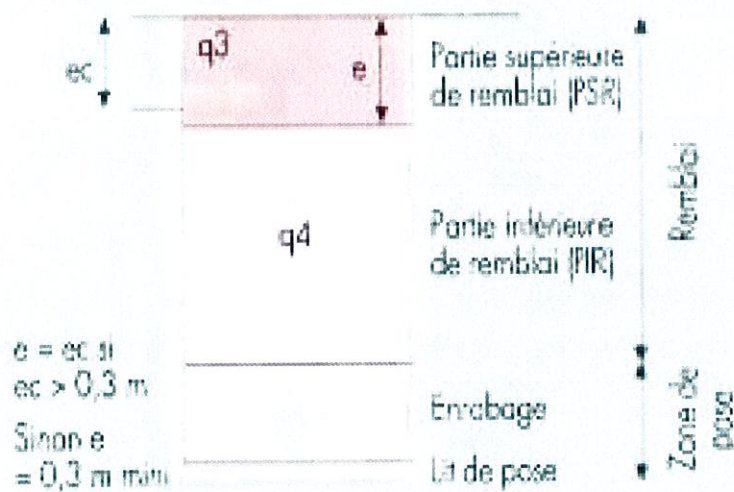 ec
q3
e
Partie supérieure
de remblai (PSR)
q4
Partie inférieure
de remblai (PIR)
Remblai
e = ec si
ec > 0,3 m
Sinon e
= 0,3 m mini
Enrobage
Lit de pose
Zone de
pose